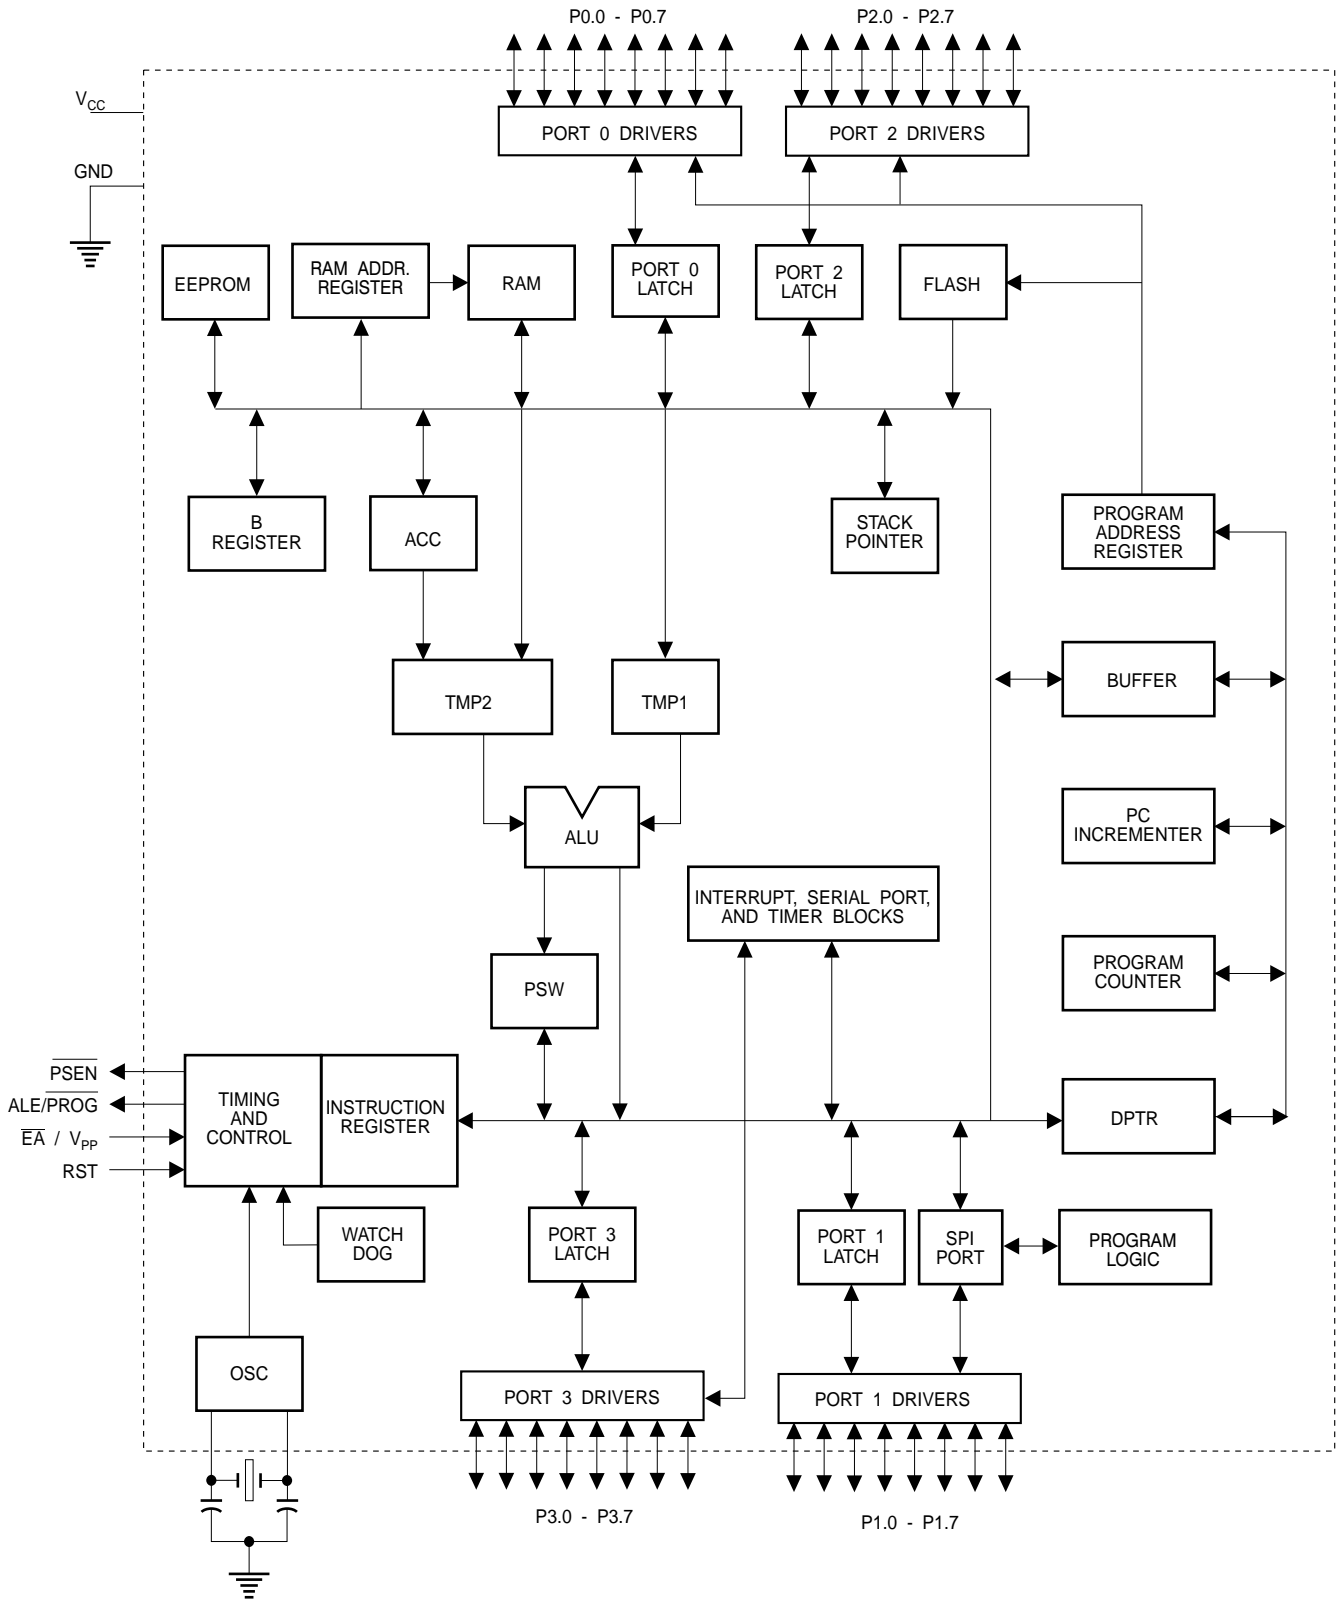 P0.0 - P0.7
P2.0 - P2.7
VCC
GND
PORT 0 DRIVERS
PORT 2 DRIVERS
EEPROM
RAM ADDR.
REGISTER
RAM
PORT 0
LATCH
PORT 2
LATCH
FLASH
B
REGISTER
ACC
STACK
POINTER
PROGRAM
ADDRESS
REGISTER
TMP2
TMP1
BUFFER
ALU
PC
INCREMENTER
INTERRUPT, SERIAL PORT,
AND TIMER BLOCKS
PSW
PROGRAM
COUNTER
PSEN
ALE/PROG
EA / VPP
RST
TIMING
AND
CONTROL
INSTRUCTION
REGISTER
DPTR
WATCH
DOG
PORT 3
LATCH
PORT 1
LATCH
SPI
PORT
PROGRAM
LOGIC
OSC
PORT 3 DRIVERS
PORT 1 DRIVERS
P3.0 - P3.7
P1.0 - P1.7